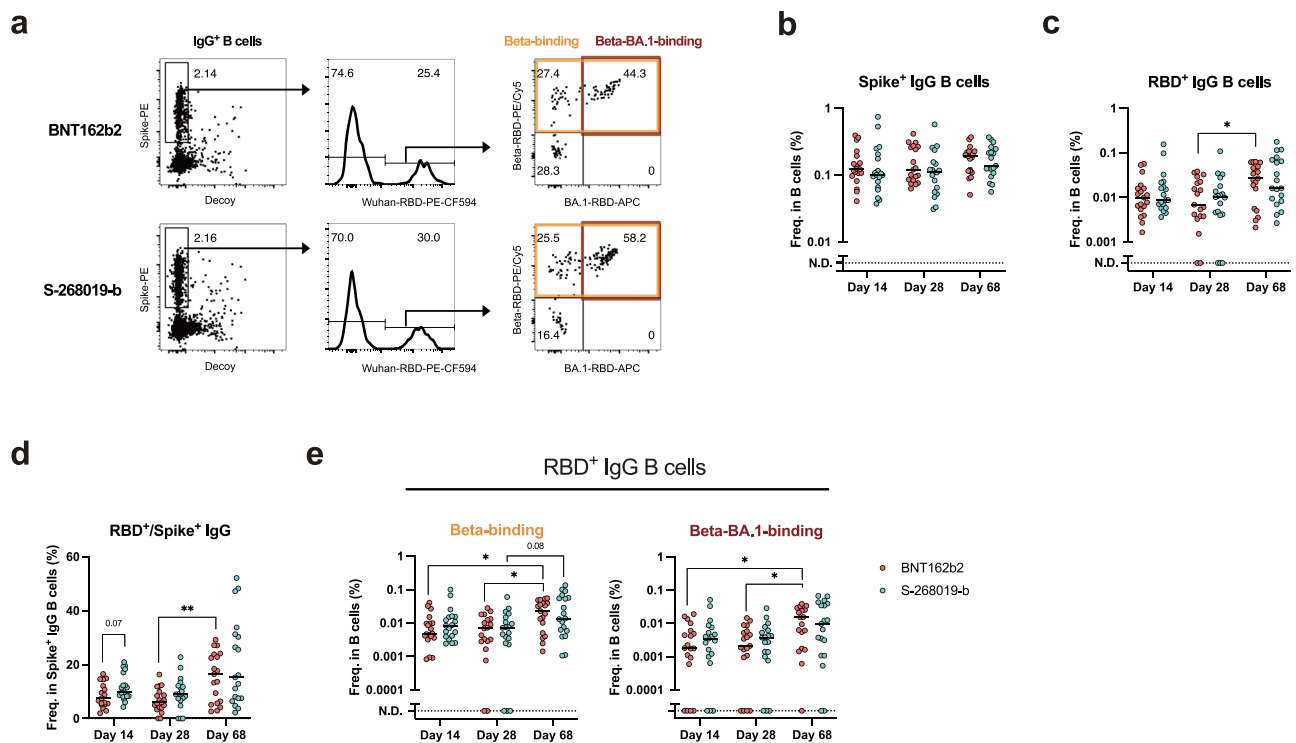 a
IgG+ B cells
Beta-binding
Beta-BA.1-binding
BNT162b2
2.14
Spike-PE
Decoy
74.6
25.4
Wuhan-RBD-PE-CF594
27.4
44.3
28.3
0
Beta-RBD-PE/Cy5
BA.1-RBD-APC
S-268019-b
2.16
Spike-PE
Decoy
70.0
30.0
Wuhan-RBD-PE-CF594
25.5
58.2
16.4
0
Beta-RBD-PE/Cy5
BA.1-RBD-APC
b
Spike+ IgG B cells
Freq. in B cells (%)
1
0.1
0.01
N.D.
Day 14 Day 28 Day 68
c
RBD+ IgG B cells
Freq. in B cells (%)
*
1
0.1
0.01
0.001
N.D.
Day 14 Day 28 Day 68
d
RBD+/Spike+ IgG
Freq. in Spike+ IgG B cells (%)
60
40
20
0
0.07
**
Day 14 Day 28 Day 68
e
RBD+ IgG B cells
Beta-binding
Freq. in B cells (%)
1
0.1
0.01
0.001
0.0001
N.D.
*
*
0.08
Day 14 Day 28 Day 68
Beta-BA.1-binding
Freq. in B cells (%)
1
0.1
0.01
0.001
0.0001
N.D.
*
*
Day 14 Day 28 Day 68
BNT162b2
S-268019-b